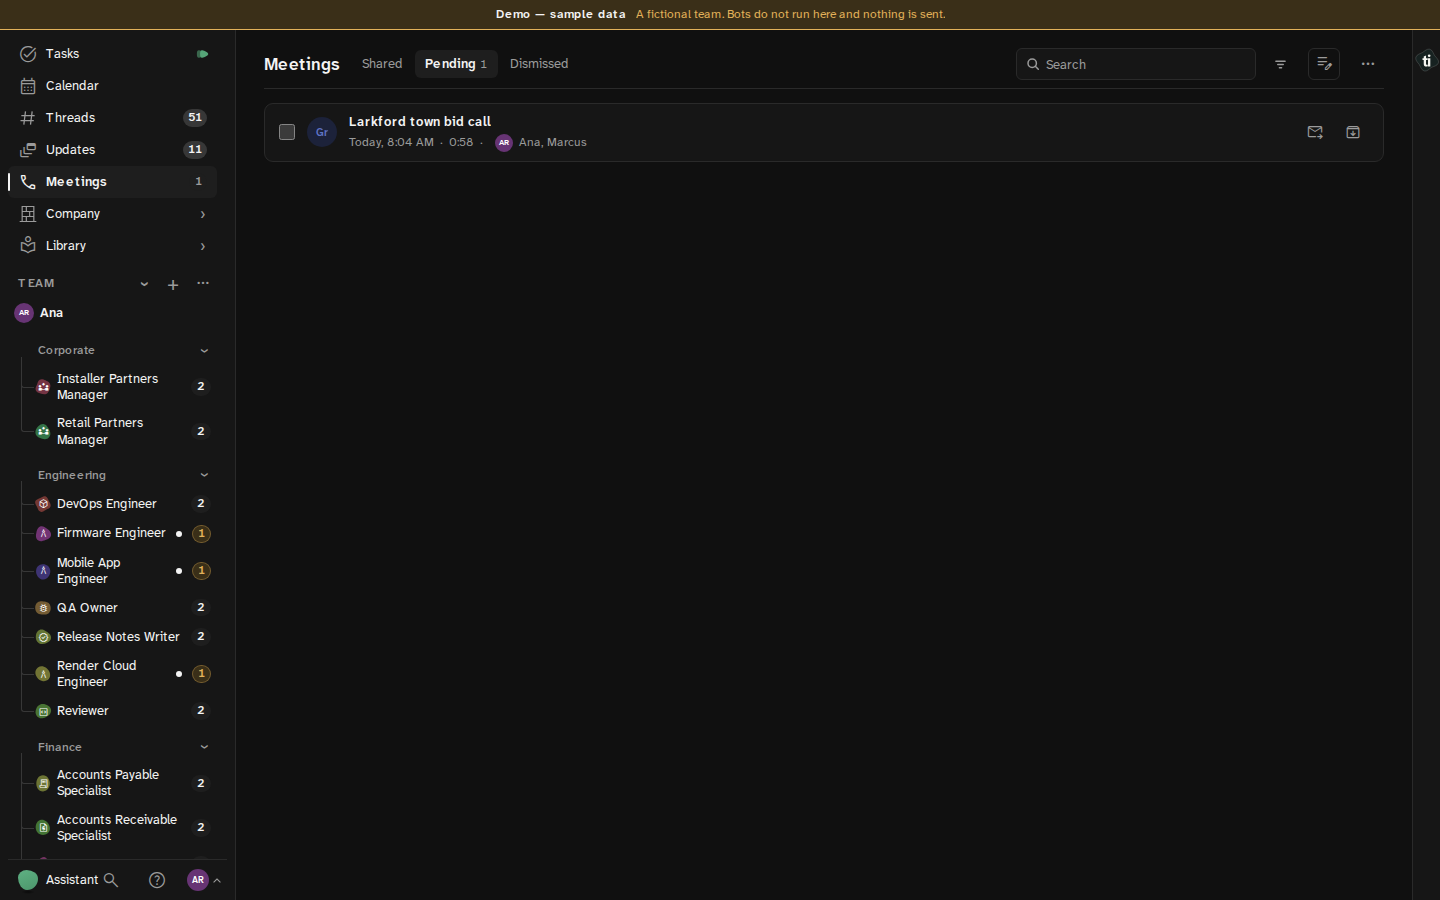 Demo — sample data A fictional team. Bots do not run here and nothing is sent.
Tasks
Calendar
Threads 51
Updates 11
Meetings 1
Company
Library
TEAM
AR Ana
Corporate
Installer Partners
Manager 2
Retail Partners
Manager 2
Engineering
DevOps Engineer 2
Firmware Engineer 1
Mobile App
Engineer 1
QA Owner 2
Release Notes Writer 2
Render Cloud
Engineer 1
Reviewer 2
Finance
Accounts Payable
Specialist 2
Accounts Receivable
Specialist 2
Assistant AR
Meetings Shared Pending 1 Dismissed Search
Gr Larkford town bid call
Today, 8:04 AM · 0:58 · AR Ana, Marcus
ti